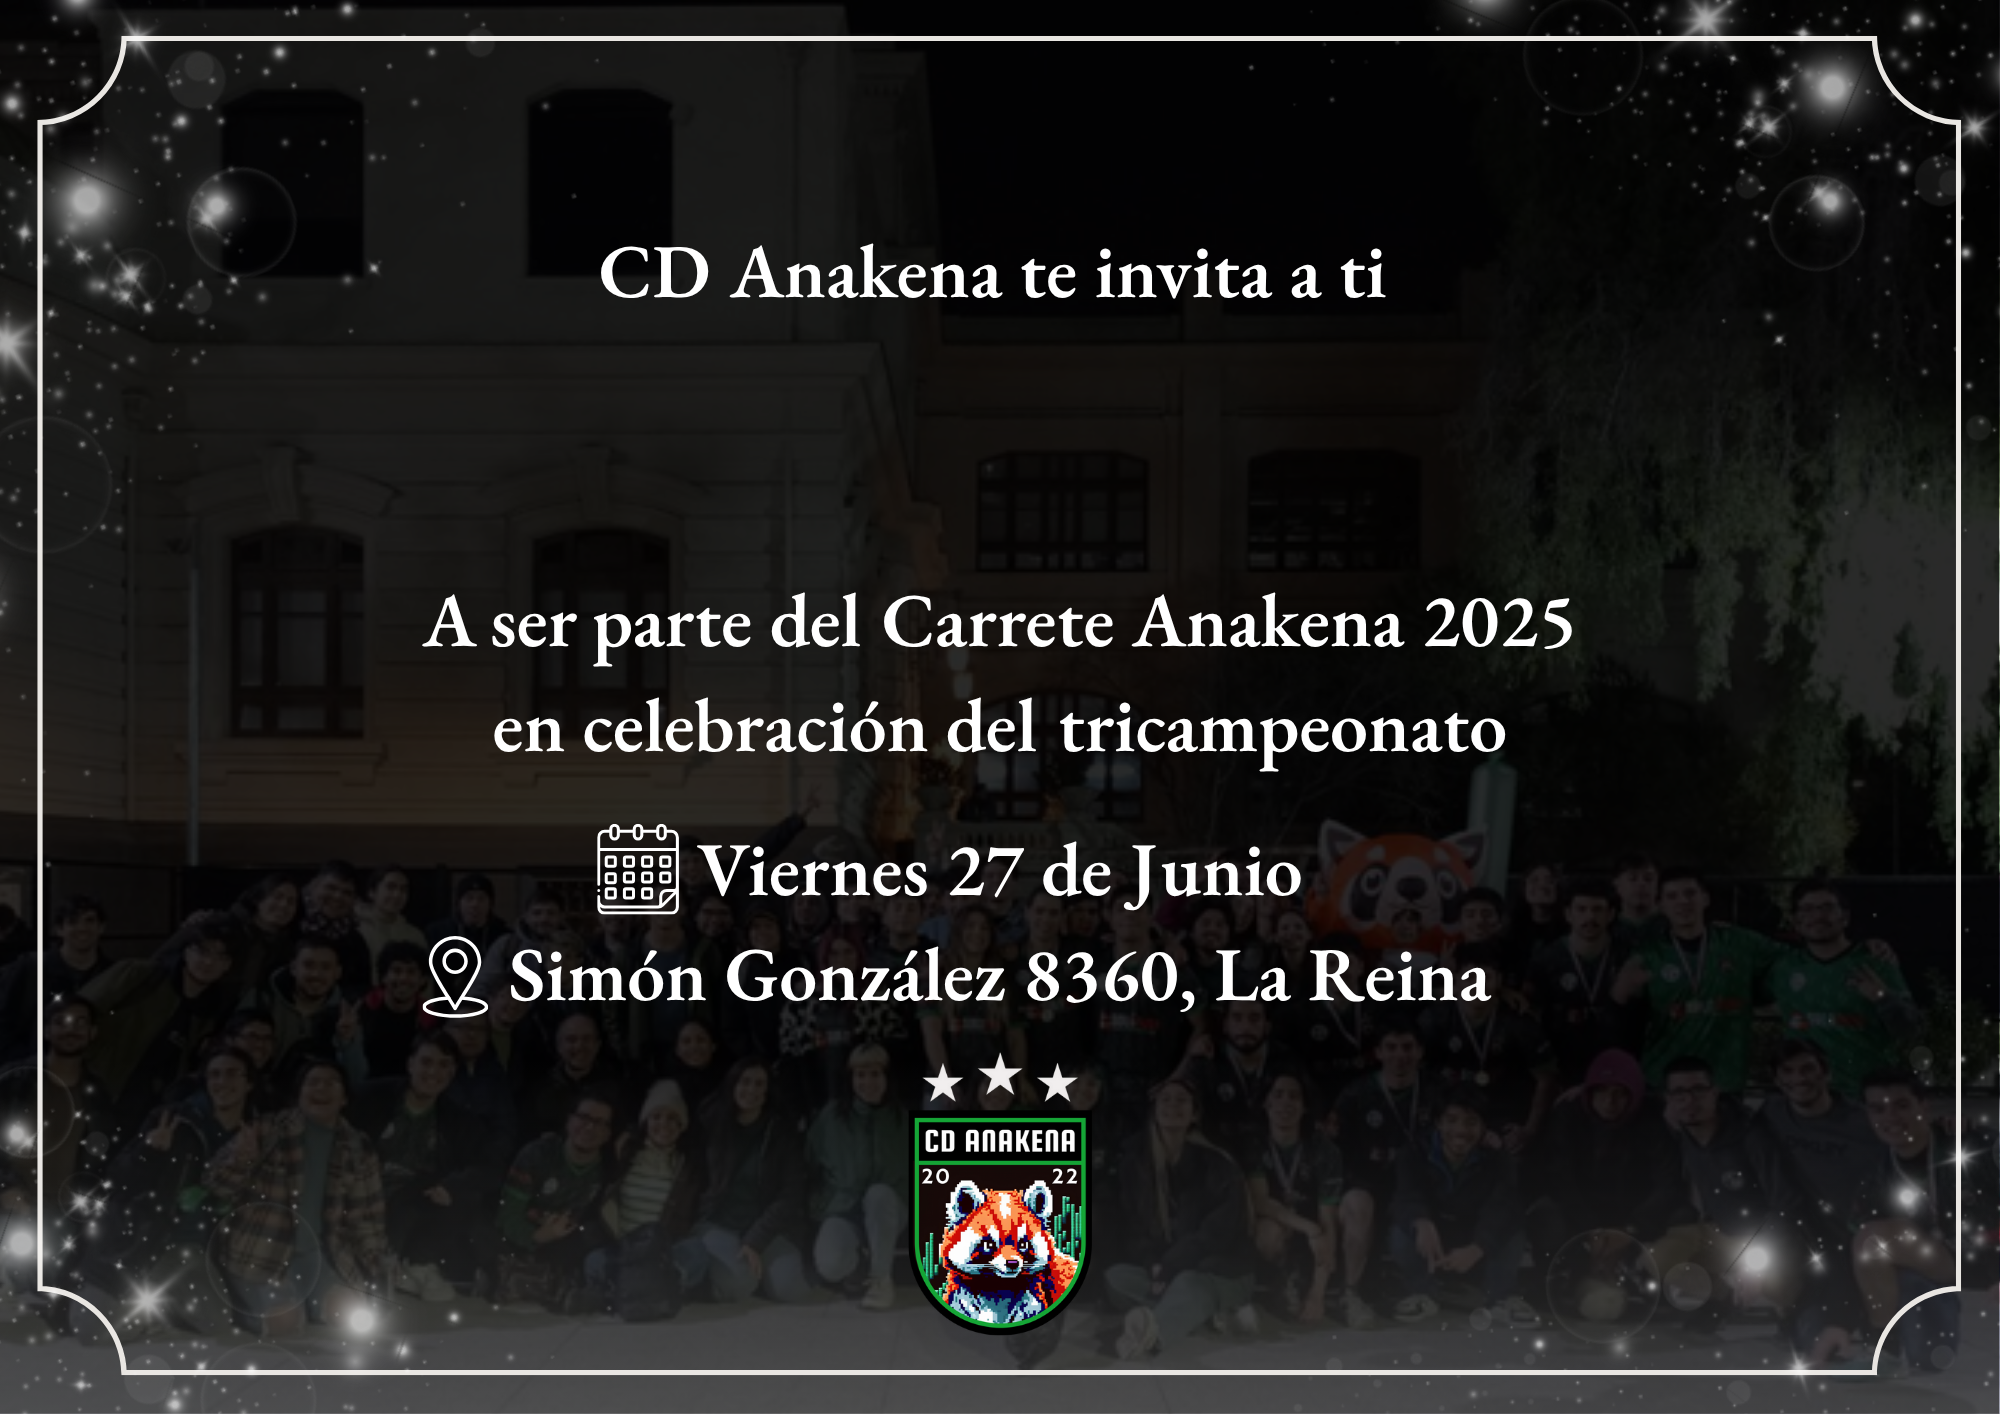 CD Anakena te invita a ti
A ser parte del Carrete Anakena 2025
en celebración del tricampeonato
Viernes 27 de Junio
Simón González 8360, La Reina
CD ANAKENA
20 22